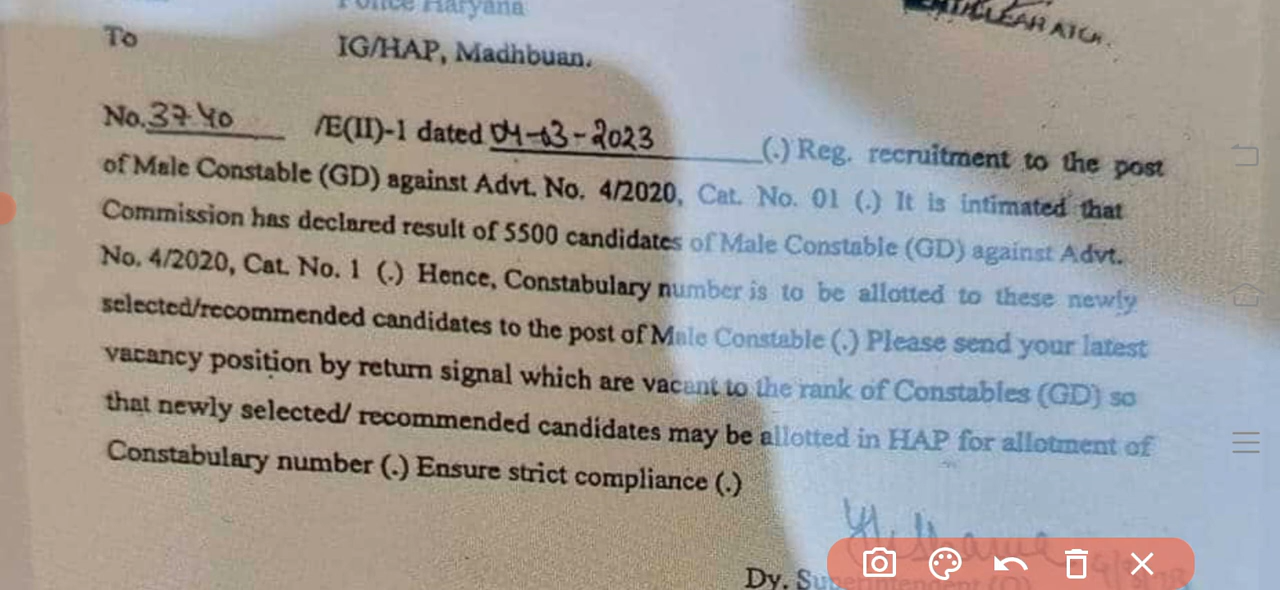 Police Haryana
To
IG/HAP, Madhbuan.
No.3740 /E(II)-1 dated 04-03-2023 (.) Reg. recruitment to the post
of Male Constable (GD) against Advt. No. 4/2020, Cat. No. 01 (.) It is intimated that
Commission has declared result of 5500 candidates of Male Constable (GD) against Advt.
No. 4/2020, Cat. No. 1 (.) Hence, Constabulary number is to be allotted to these newly
selected/recommended candidates to the post of Male Constable (.) Please send your latest
vacancy position by return signal which are vacant to the rank of Constables (GD) so
that newly selected/ recommended candidates may be allotted in HAP for allotment of
Constabulary number (.) Ensure strict compliance (.)
Dy. Superintendent